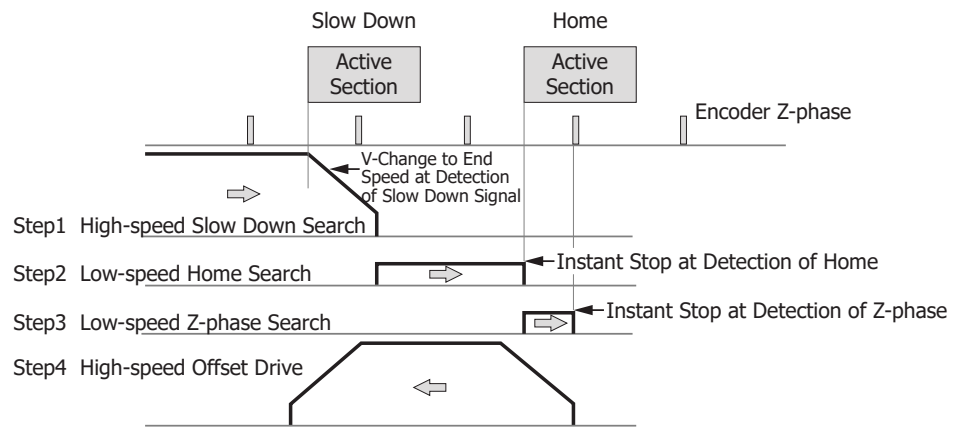 Slow Down
Home
Active
Section
Active
Section
Encoder Z-phase
V-Change to End
Speed at Detection
of Slow Down Signal
Step1 High-speed Slow Down Search
Step2 Low-speed Home Search
Instant Stop at Detection of Home
Step3 Low-speed Z-phase Search
Instant Stop at Detection of Z-phase
Step4 High-speed Offset Drive